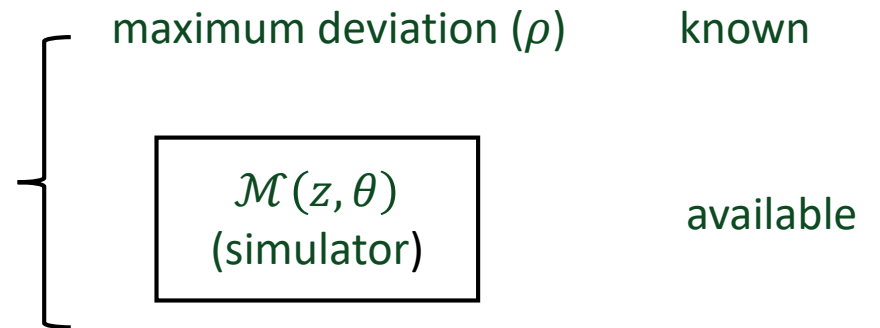 maximum deviation (𝜌) known
ℳ(𝑧, 𝜃)
(simulator)
available